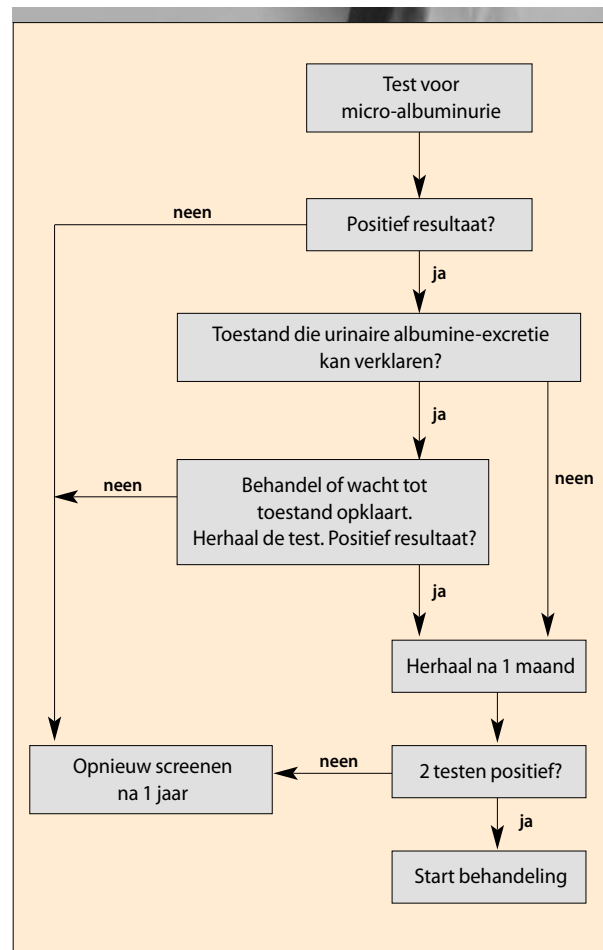 Test voor
micro-albuminurie
neen
Positief resultaat?
ja
Toestand die urinaire albumine-excretie
kan verklaren?
ja
neen
neen
Behandel of wacht tot
toestand opklaart.
Herhaal de test. Positief resultaat?
ja
Herhaal na 1 maand
Opnieuw screenen
na 1 jaar
neen
2 testen positief?
ja
Start behandeling